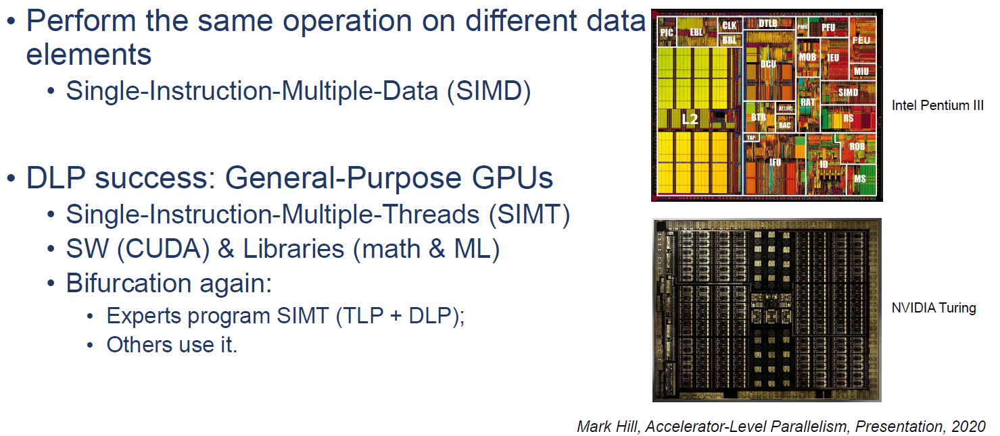 • Perform the same operation on different data
elements
• Single-Instruction-Multiple-Data (SIMD)
• DLP success: General-Purpose GPUs
• Single-Instruction-Multiple-Threads (SIMT)
• SW (CUDA) & Libraries (math & ML)
• Bifurcation again:
• Experts program SIMT (TLP + DLP);
• Others use it.
PIC
EBL
CLK
BBL
DTLB
PMH
PFU
FEU
DCU
MOB
IEU
MIU
SIMD
L2
BTB
ALLOC
BAC
RAT
RS
TAP
IFU
ID
ROB
MS
Intel Pentium III
NVIDIA Turing
Mark Hill, Accelerator-Level Parallelism, Presentation, 2020